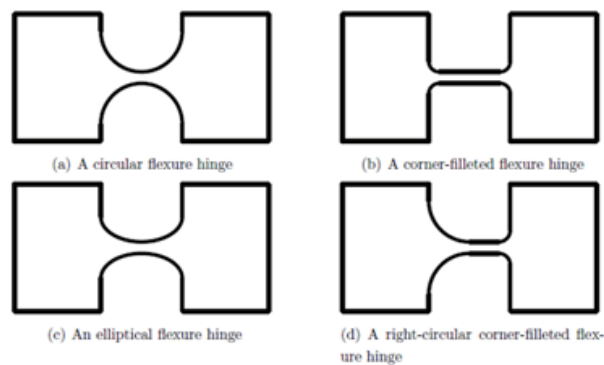 (a) A circular flexure hinge
(b) A corner-filleted flexure hinge
(c) An elliptical flexure hinge
(d) A right-circular corner-filleted flex-
ure hinge